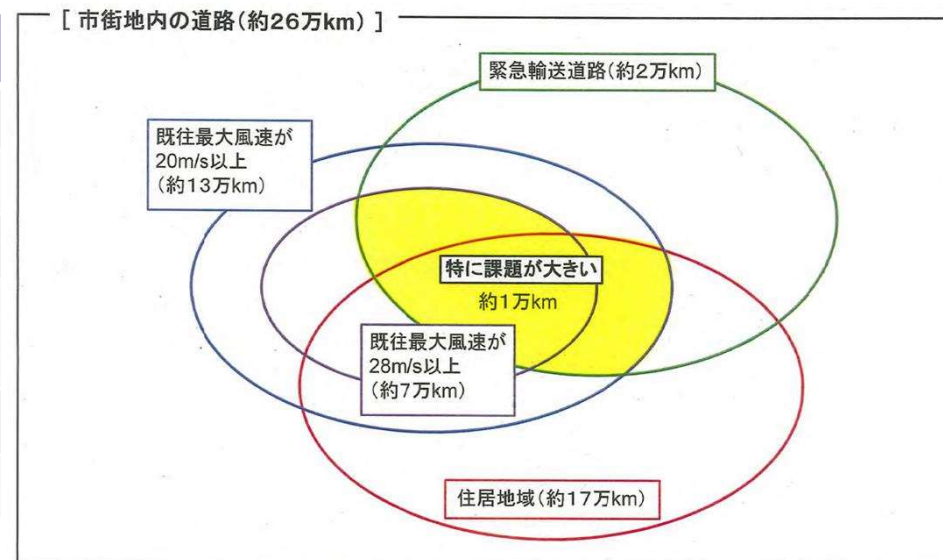 ［ 市街地内の道路（約26万km） ］
緊急輸送道路（約2万km）
既往最大風速が
20m/s以上
（約13万km）
特に課題が大きい
約1万km
既往最大風速が
28m/s以上
（約7万km）
住居地域（約17万km）